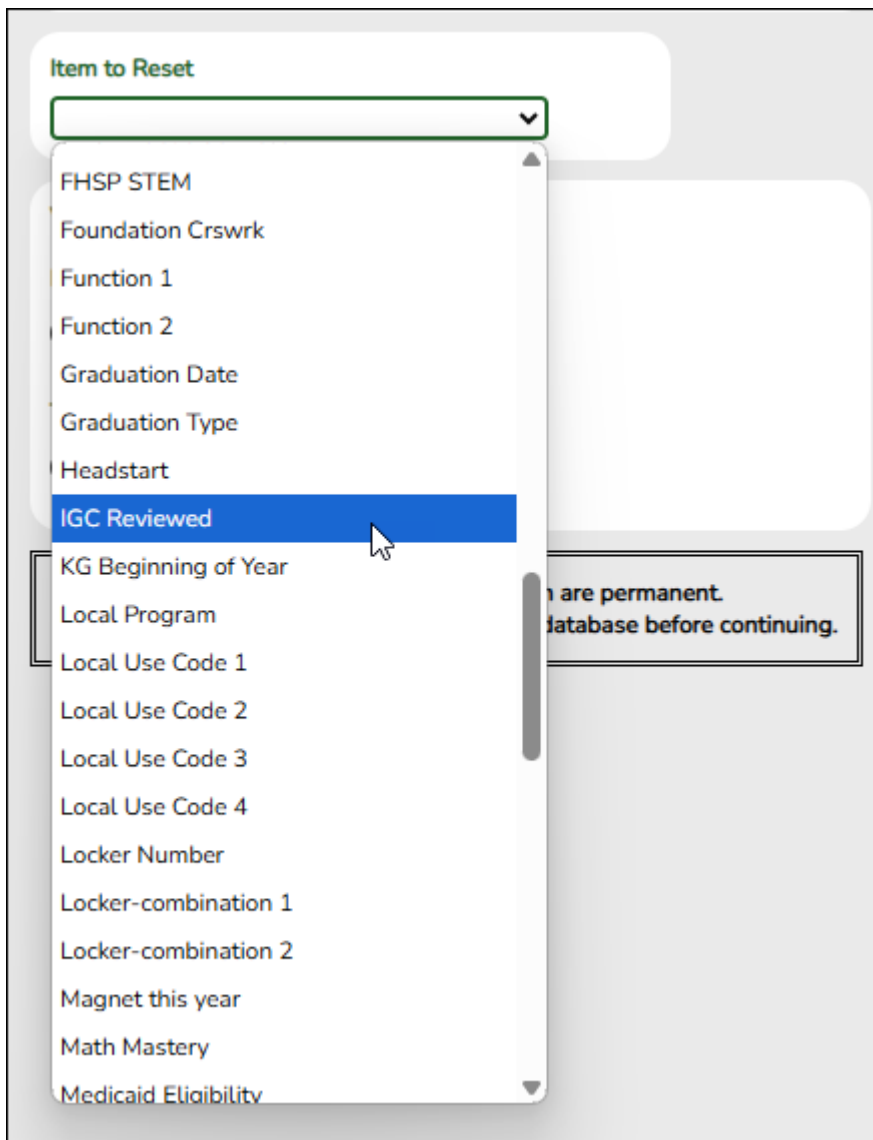 Item to Reset
FHSP STEM
Foundation Crswrk
Function 1
Function 2
Graduation Date
Graduation Type
Headstart
IGC Reviewed
KG Beginning of Year
are permanent.
Local Program
database before continuing.
Local Use Code 1
Local Use Code 2
Local Use Code 3
Local Use Code 4
Locker Number
Locker-combination 1
Locker-combination 2
Magnet this year
Math Mastery
Medicaid Eligibility